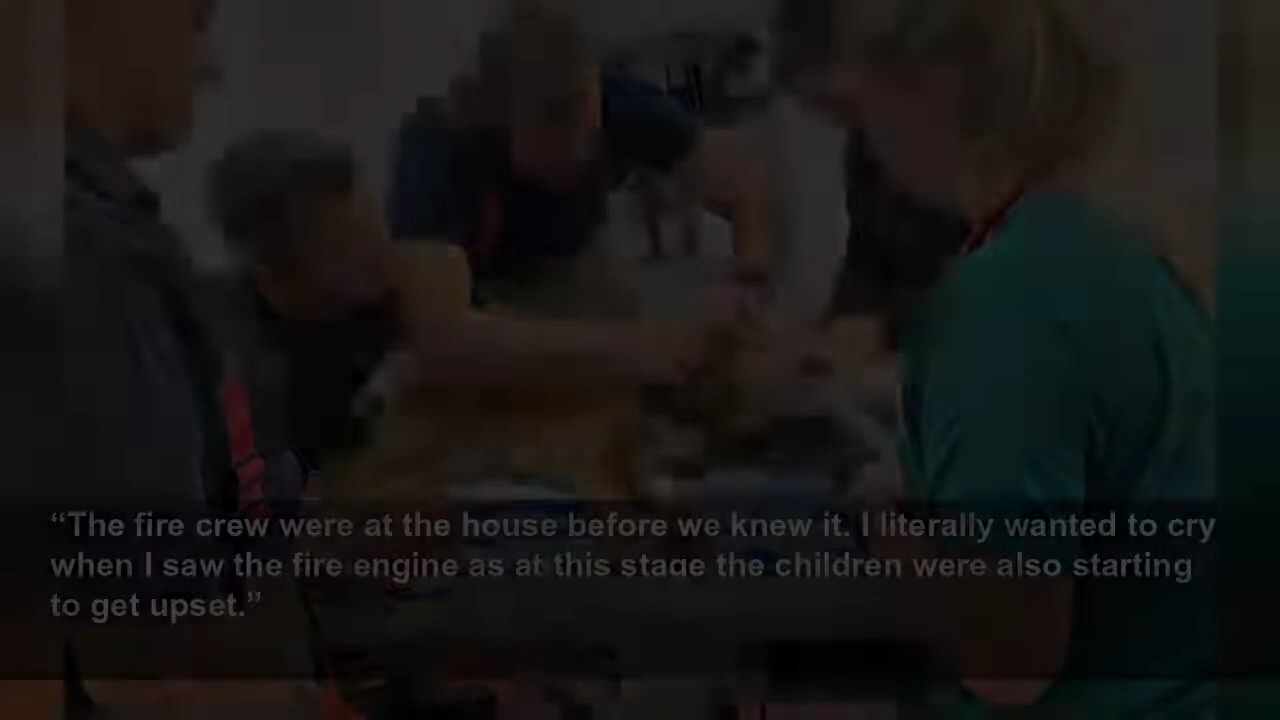 “The fire crew were at the house before we knew it. I literally wanted to cry
when I saw the fire engine as at this stage the children were also starting
to get upset.”